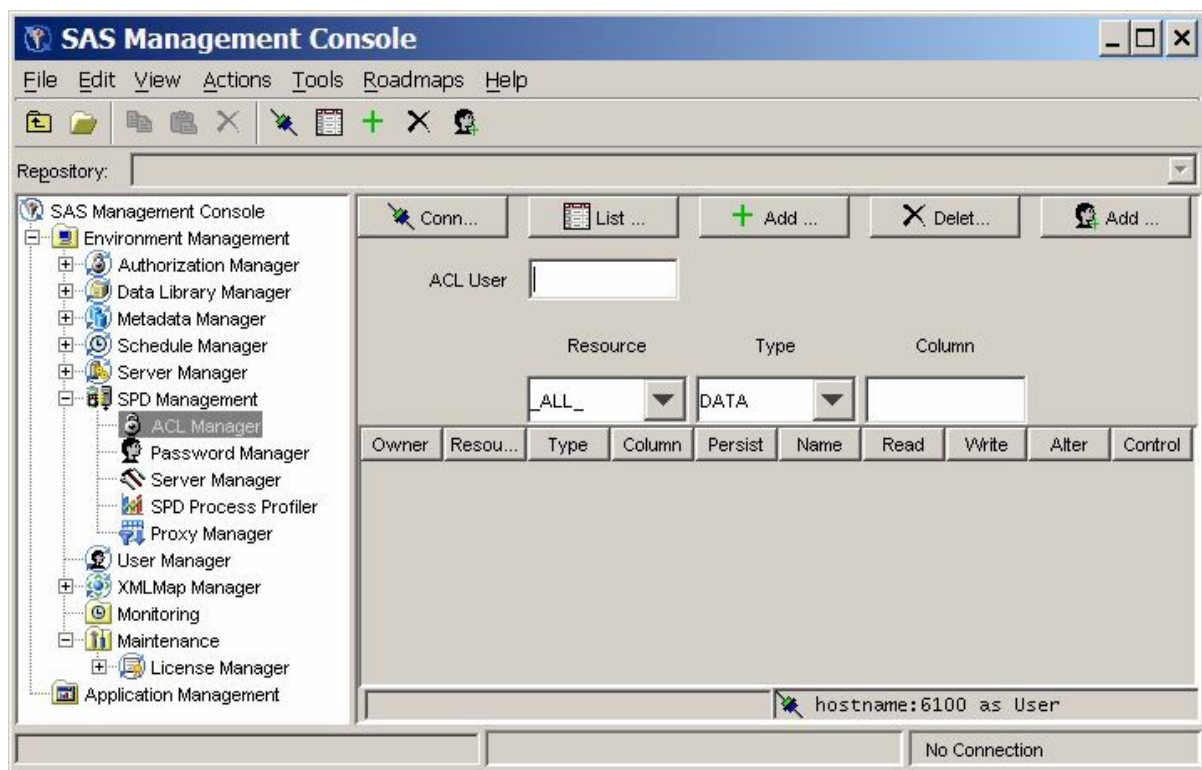 SAS Management Console
File Edit View Actions Tools Roadmaps Help
Repository:
SAS Management Console
Environment Management
Authorization Manager
Data Library Manager
Metadata Manager
Schedule Manager
Server Manager
SPD Management
ACL Manager
Password Manager
Server Manager
SPD Process Profiler
Proxy Manager
User Manager
XMLMap Manager
Monitoring
Maintenance
License Manager
Application Management
Conn... List ... Add ... Delet... Add ...
ACL User
Resource Type Column
_ALL_ DATA
Owner Resou... Type Column Persist Name Read Write Alter Control
hostname:6100 as User
No Connection